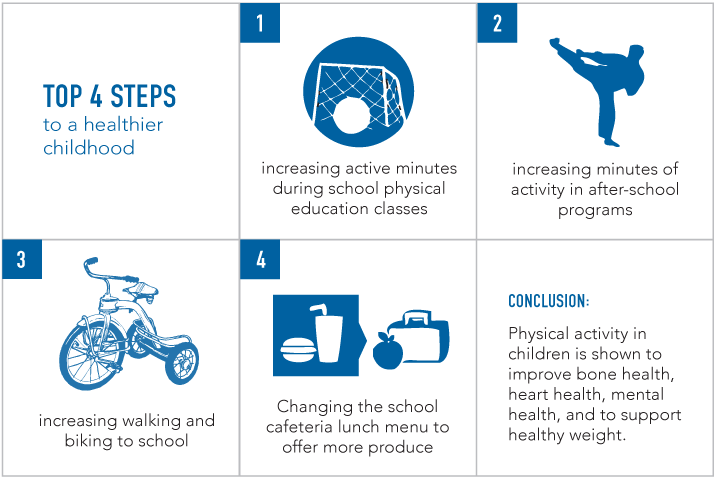 TOP 4 STEPS
to a healthier
childhood
1
increasing active minutes
during school physical
education classes
2
increasing minutes of
activity in after-school
programs
3
increasing walking and
biking to school
4
Changing the school
cafeteria lunch menu to
offer more produce
CONCLUSION:
Physical activity in
children is shown to
improve bone health,
heart health, mental
health, and to support
healthy weight.